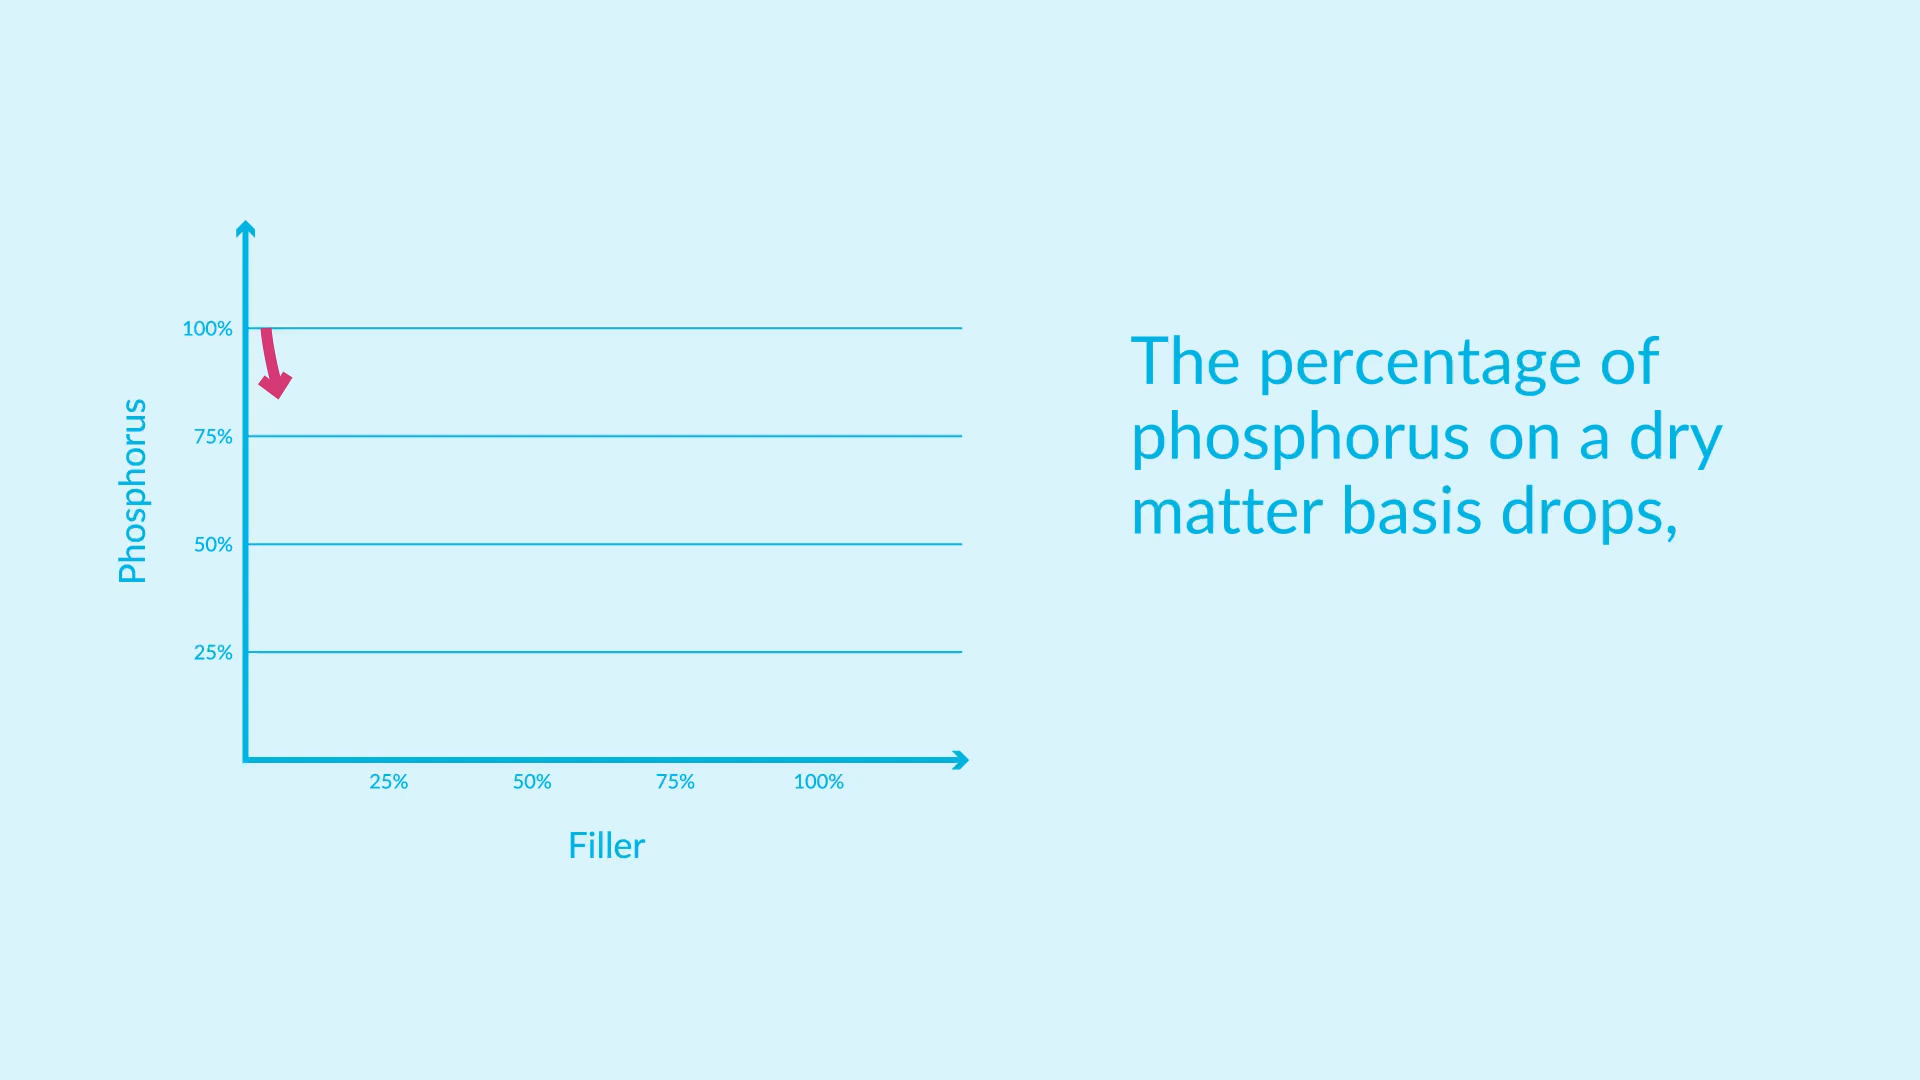 100%
75%
50%
25%
Phosphorus
25% 50% 75% 100%
Filler
The percentage of
phosphorus on a dry
matter basis drops,